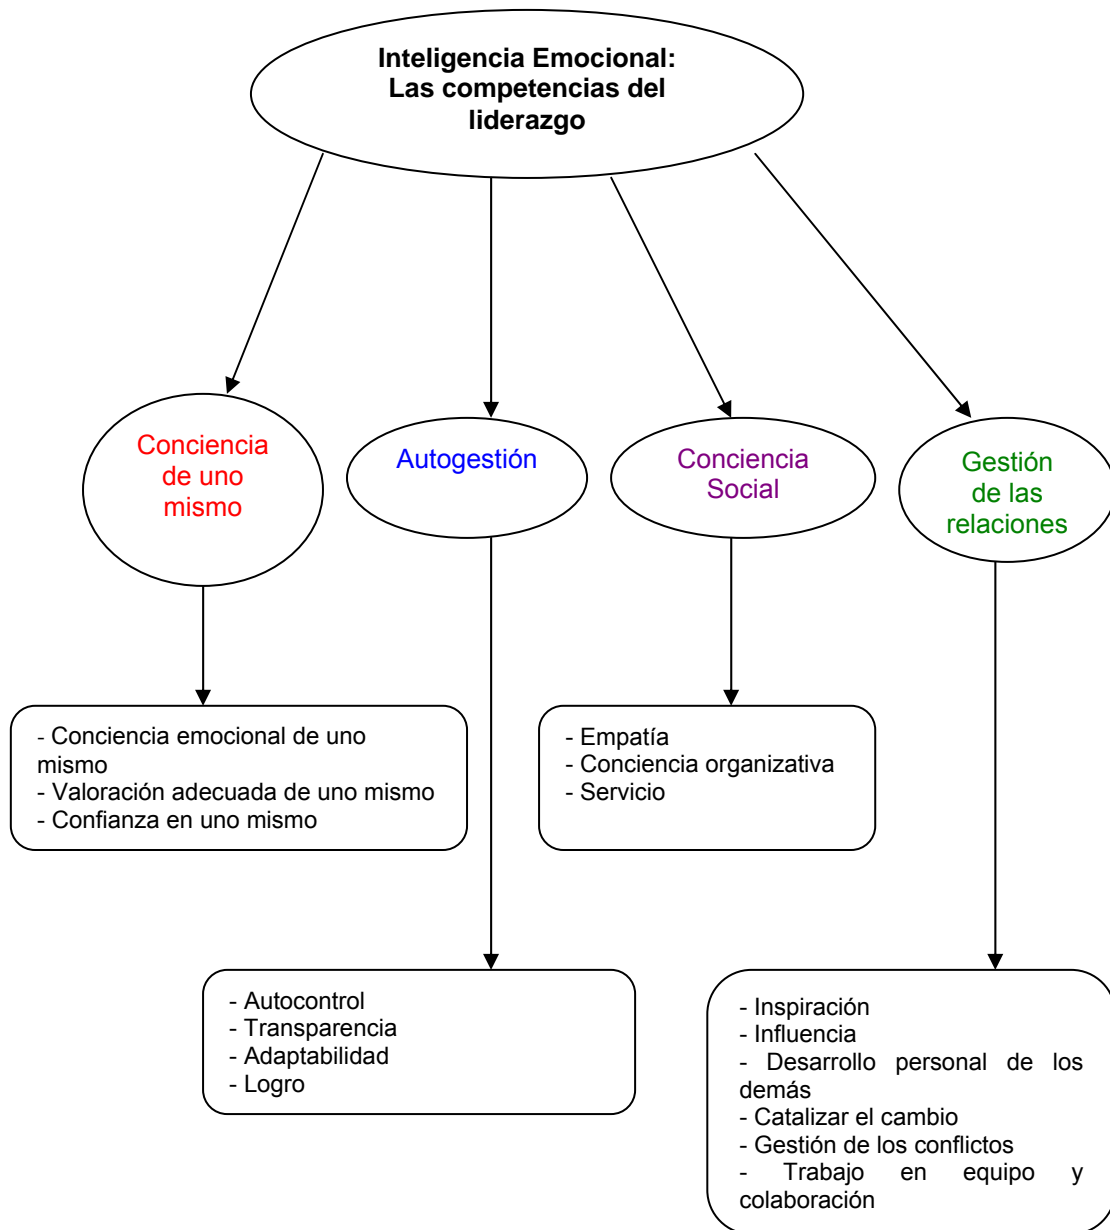 Inteligencia Emocional:
Las competencias del
liderazgo
Conciencia
de uno
mismo
Autogestión
Conciencia
Social
Gestión
de las
relaciones
- Conciencia emocional de uno
mismo
- Valoración adecuada de uno mismo
- Confianza en uno mismo
- Empatía
- Conciencia organizativa
- Servicio
- Autocontrol
- Transparencia
- Adaptabilidad
- Logro
- Inspiración
- Influencia
- Desarrollo personal de los
demás
- Catalizar el cambio
- Gestión de los conflictos
- Trabajo en equipo y
colaboración